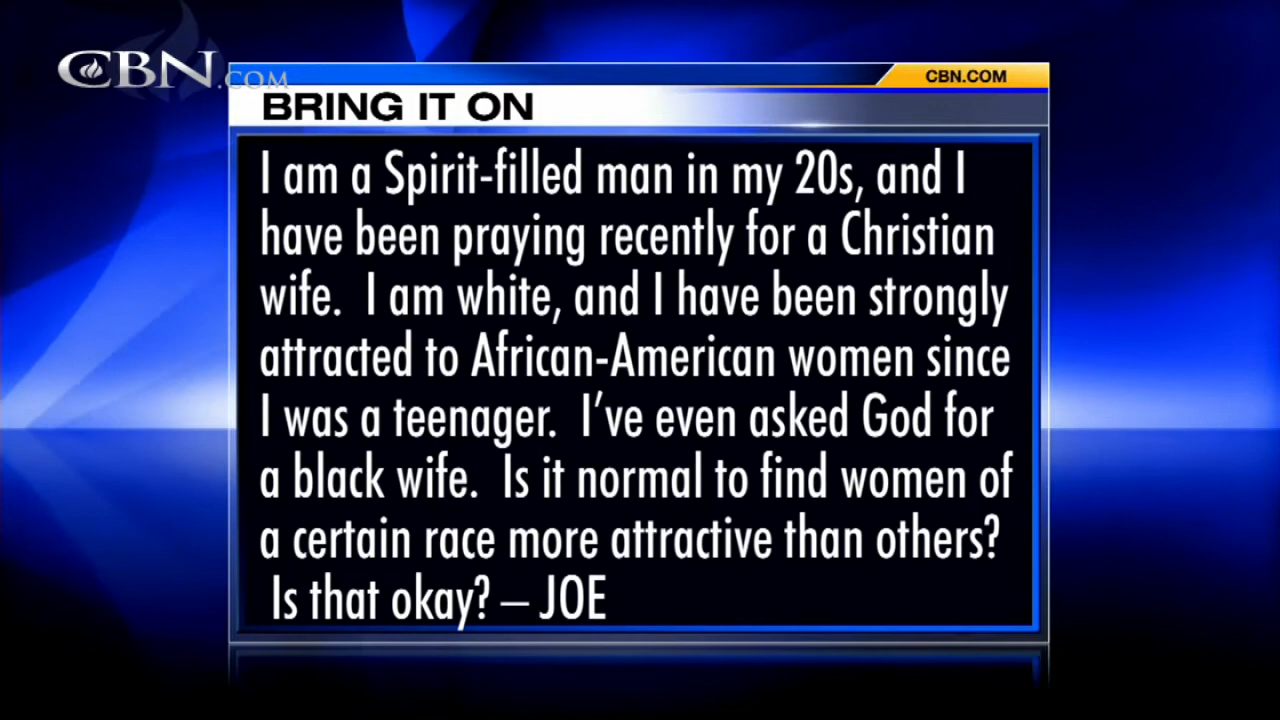 CBN.COM
CBN.COM
BRING IT ON
I am a Spirit-filled man in my 20s, and I
have been praying recently for a Christian
wife.  I am white, and I have been strongly
attracted to African-American women since
I was a teenager.  I’ve even asked God for
a black wife.  Is it normal to find women of
a certain race more attractive than others?
Is that okay? – JOE